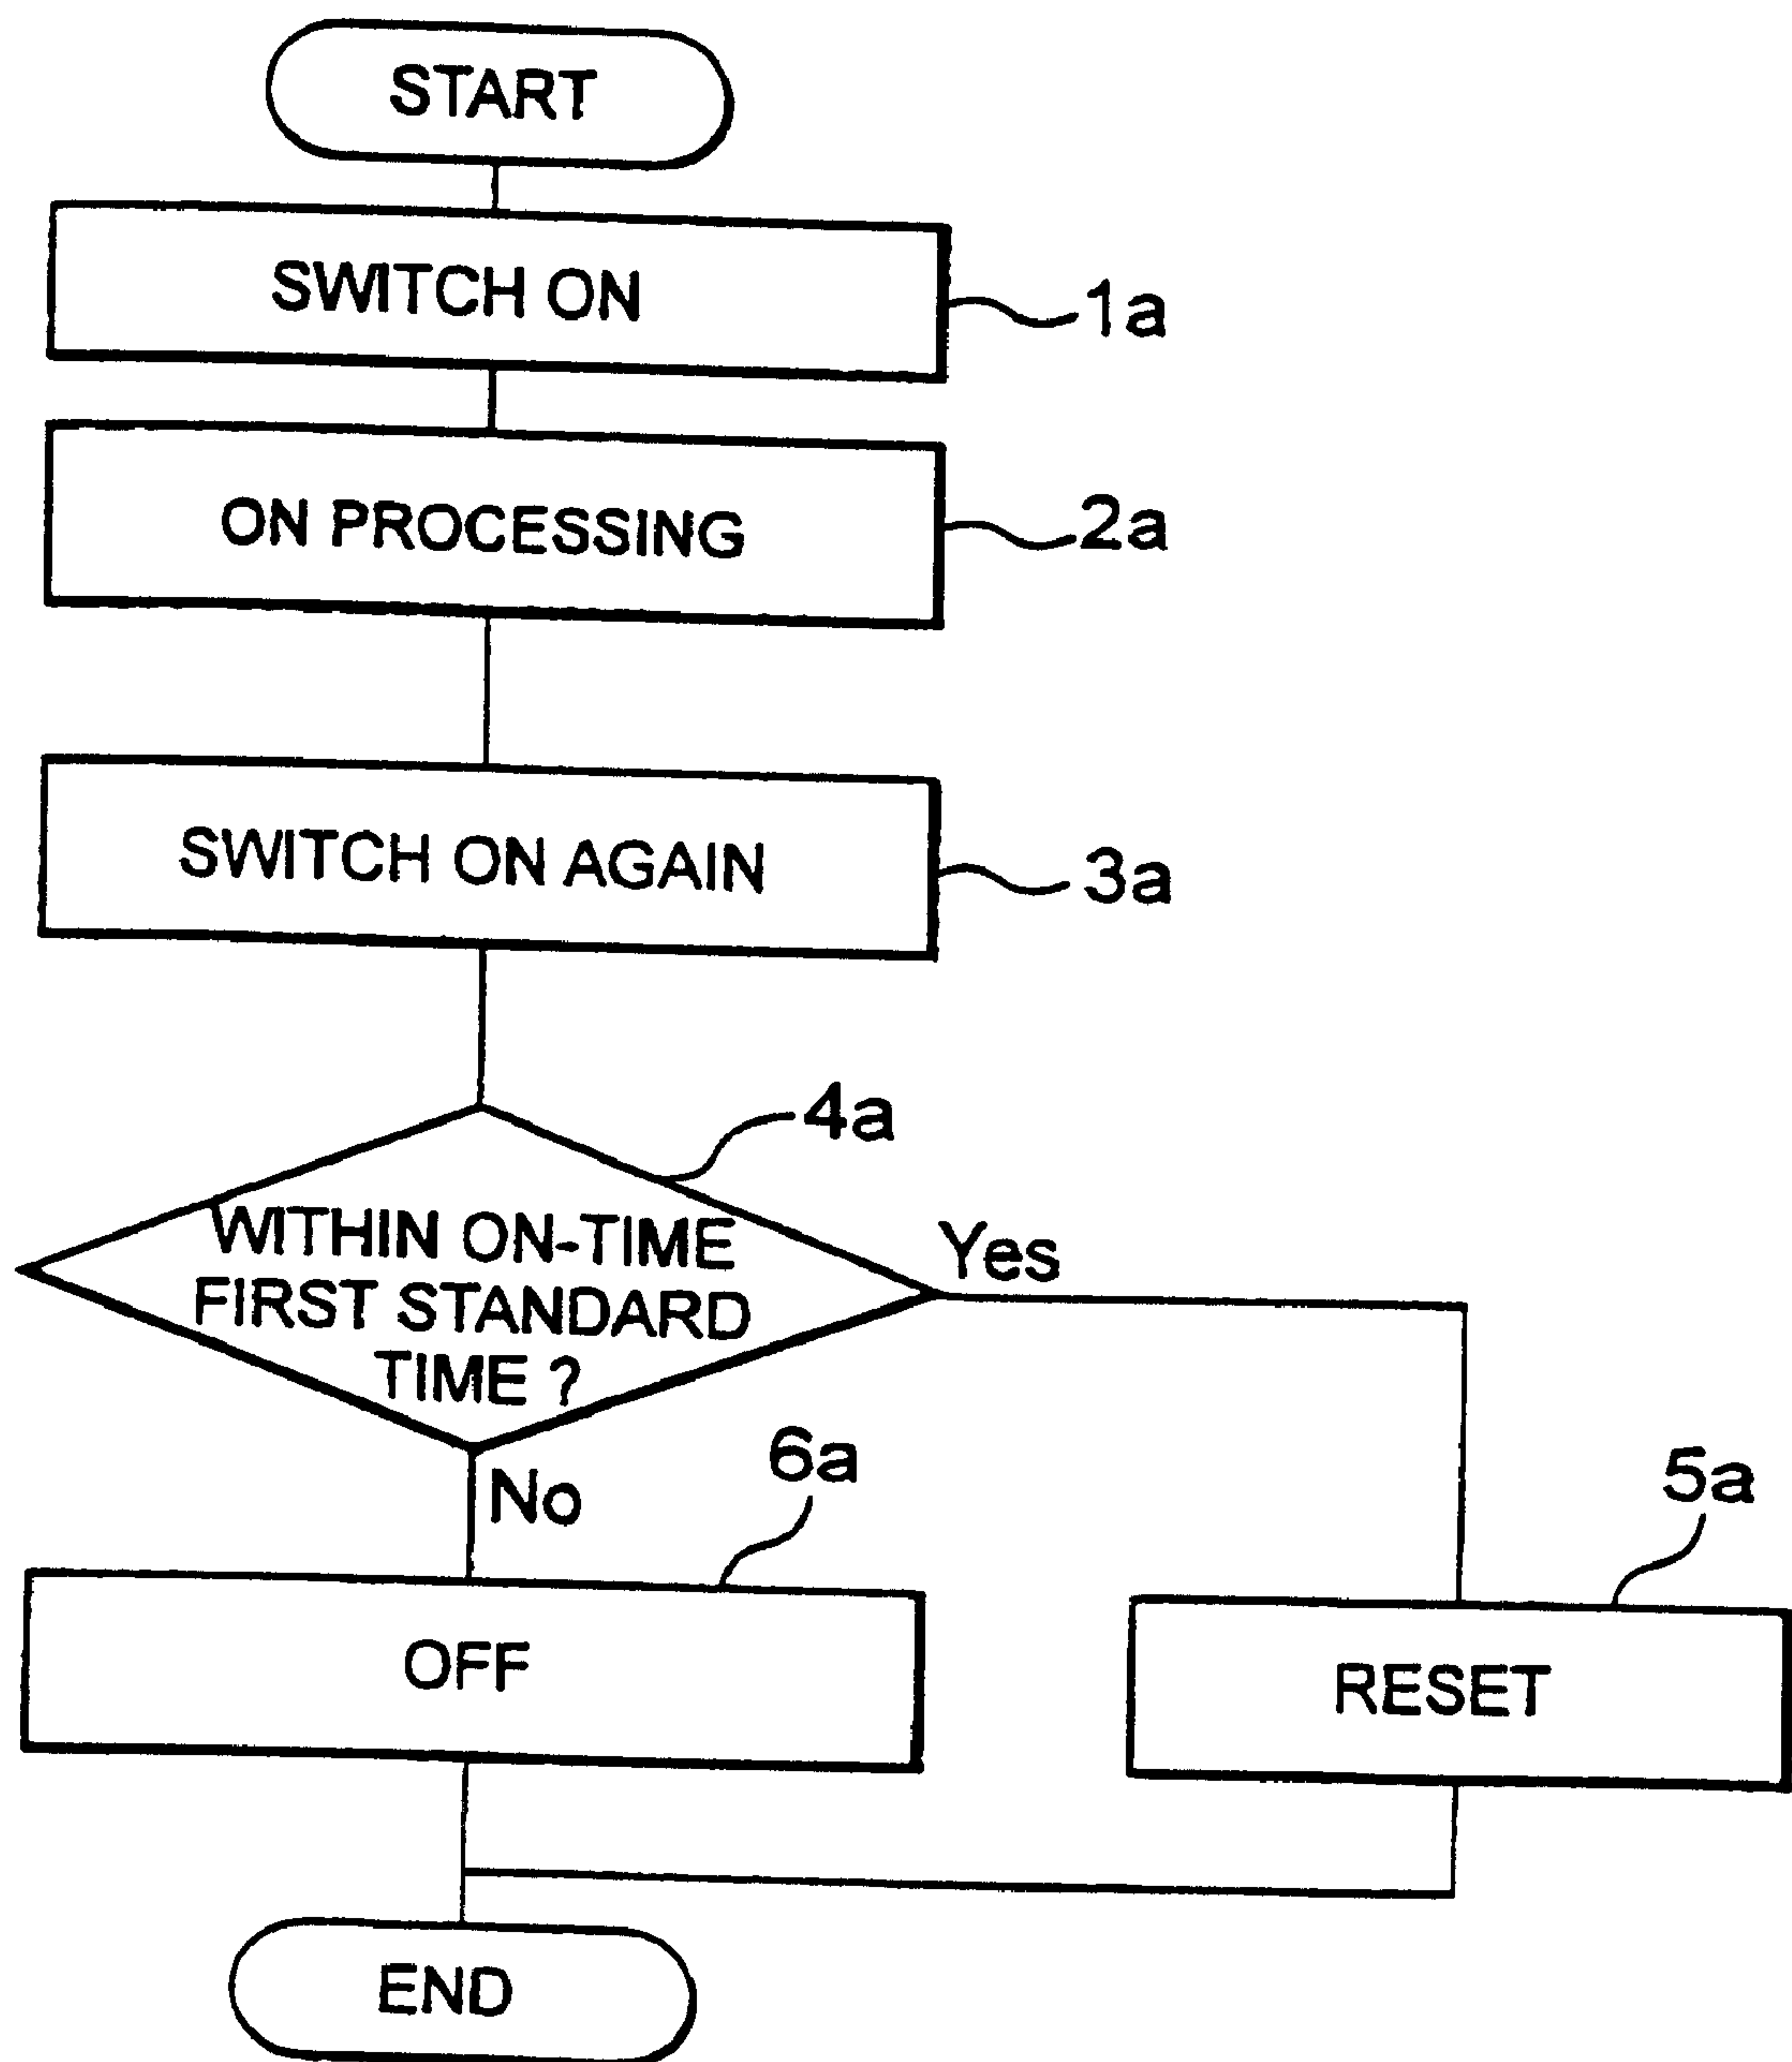 START
SWITCH ON
1a
ON PROCESSING
2a
SWITCH ON AGAIN
3a
4a
WITHIN ON-TIME
FIRST STANDARD
TIME ?
Yes
No
6a
5a
OFF
RESET
END